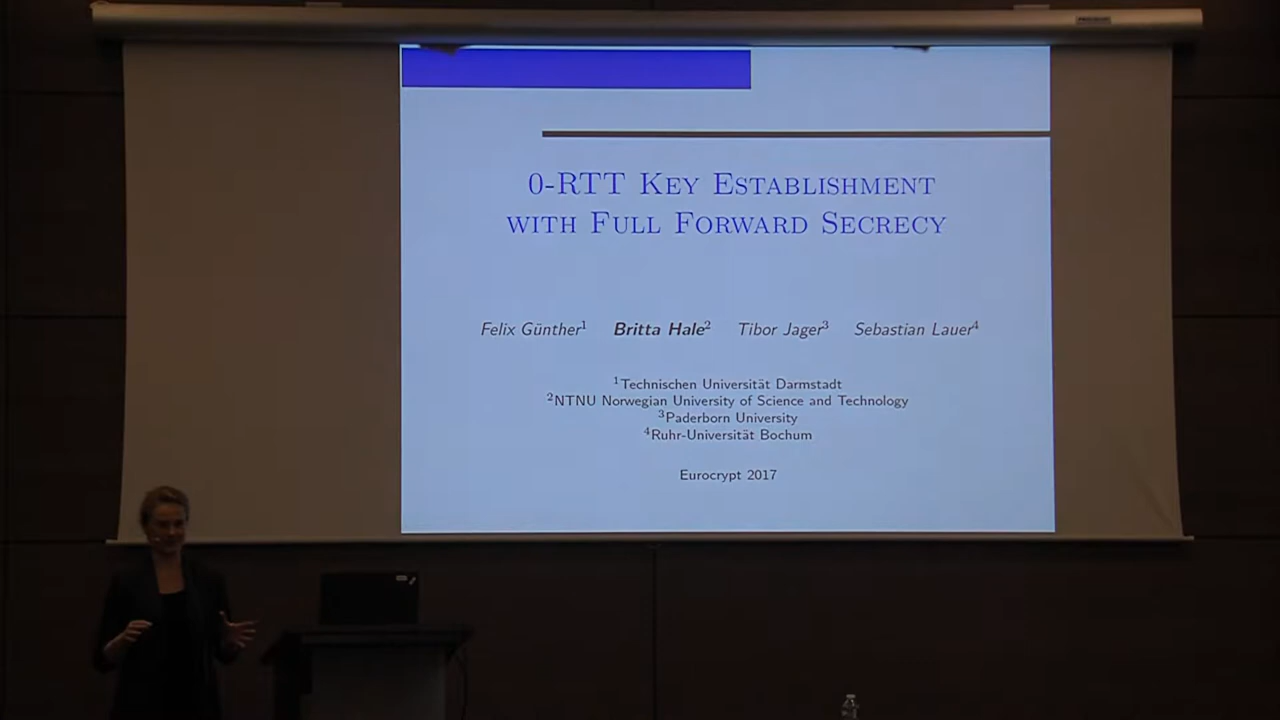 0-RTT Key Establishment
with Full Forward Secrecy
Felix Günther¹ Britta Hale² Tibor Jager³ Sebastian Lauer⁴
¹Technischen Universität Darmstadt
²NTNU Norwegian University of Science and Technology
³Paderborn University
⁴Ruhr-Universität Bochum
Eurocrypt 2017